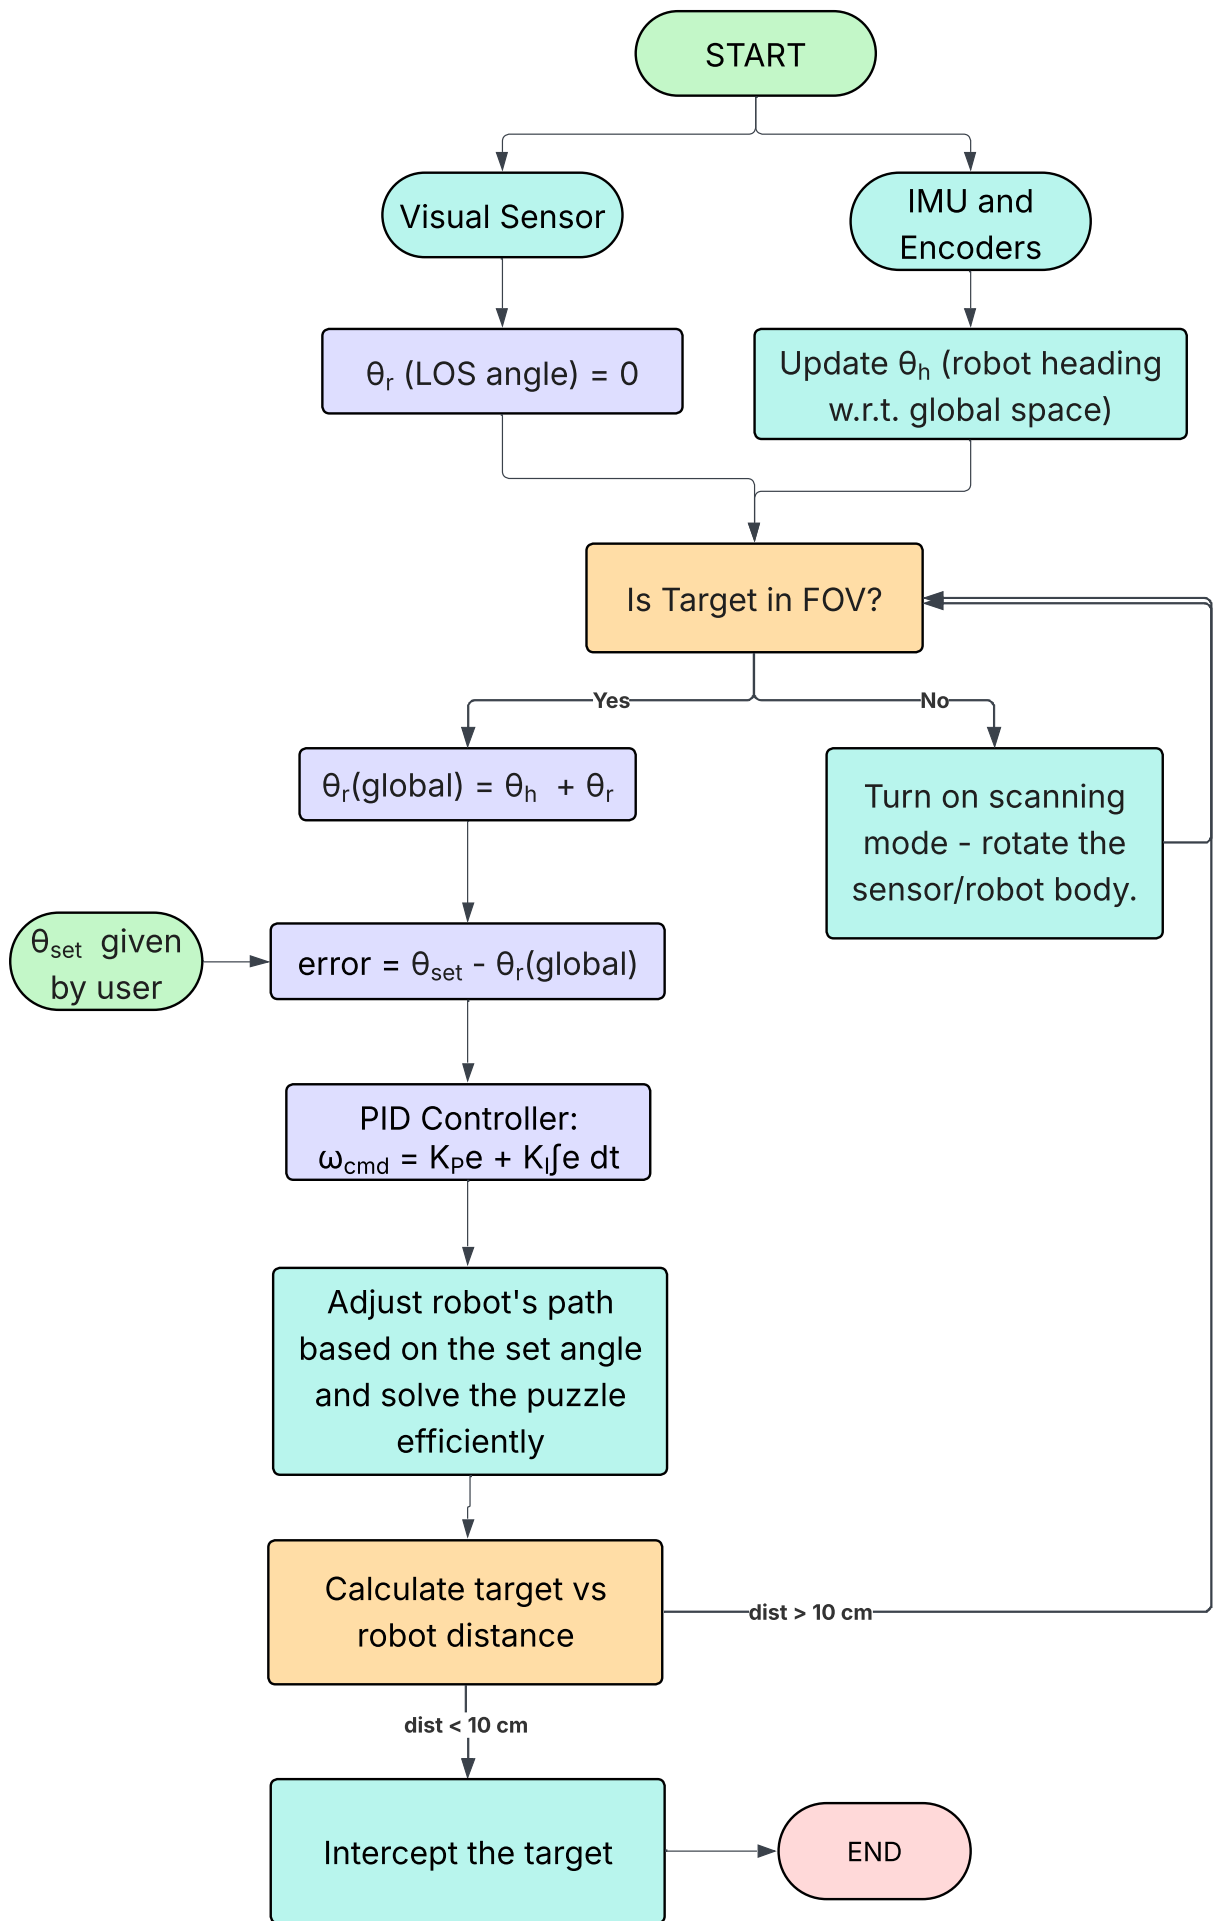 START
Visual Sensor
IMU and
Encoders
θᵣ (LOS angle) = 0
Update θₕ (robot heading
w.r.t. global space)
Is Target in FOV?
Yes
No
θᵣ(global) = θₕ + θᵣ
Turn on scanning
mode - rotate the
sensor/robot body.
θset given
by user
error = θset - θᵣ(global)
PID Controller:
ωcmd = KPe + KI∫e dt
Adjust robot's path
based on the set angle
and solve the puzzle
efficiently
Calculate target vs
robot distance
dist > 10 cm
dist < 10 cm
Intercept the target
END